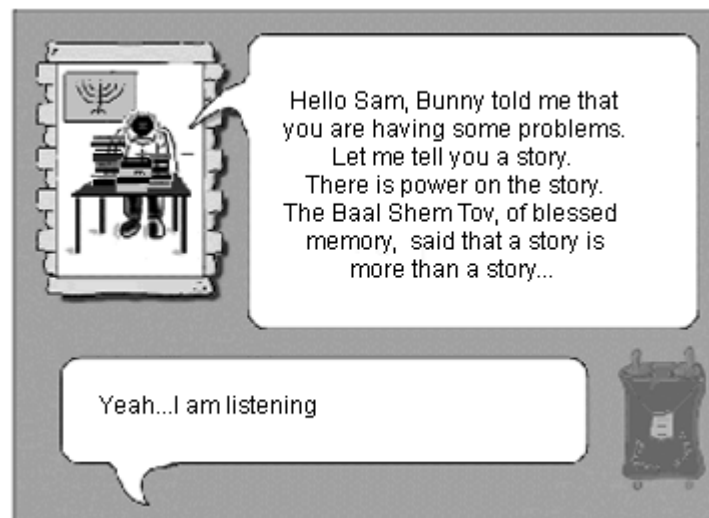 Hello Sam, Bunny told me that
you are having some problems.
Let me tell you a story.
There is power on the story.
The Baal Shem Tov, of blessed
memory, said that a story is
more than a story...
Yeah...I am listening